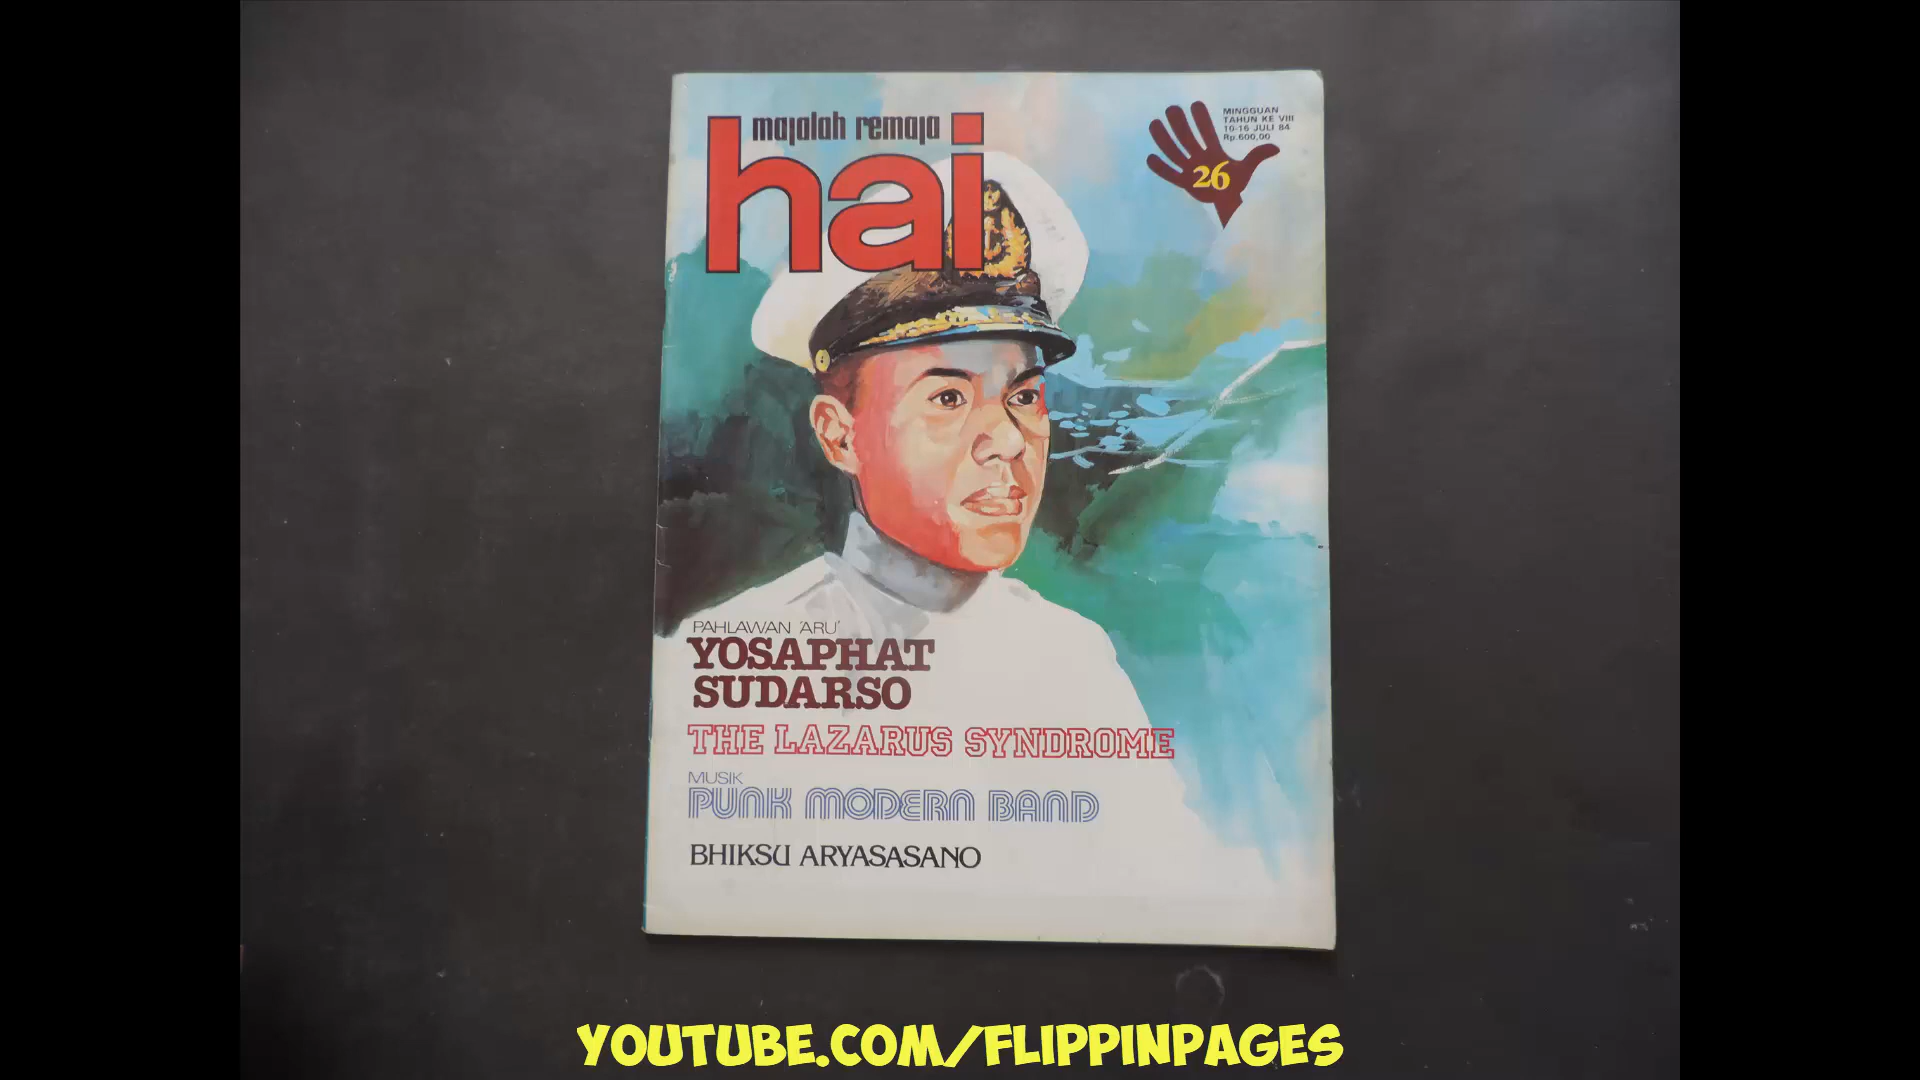 majalah remaja
hai
MINGGUAN
TAHUN KE VIII
10-16 JULI 84
Rp.600,00
26
PAHLAWAN 'ARU'
YOSAPHAT
SUDARSO
THE LAZARUS SYNDROME
MUSIK
PUNK MODERN BAND
BHIKSU ARYASASANO
YOUTUBE.COM/FLIPPINPAGES